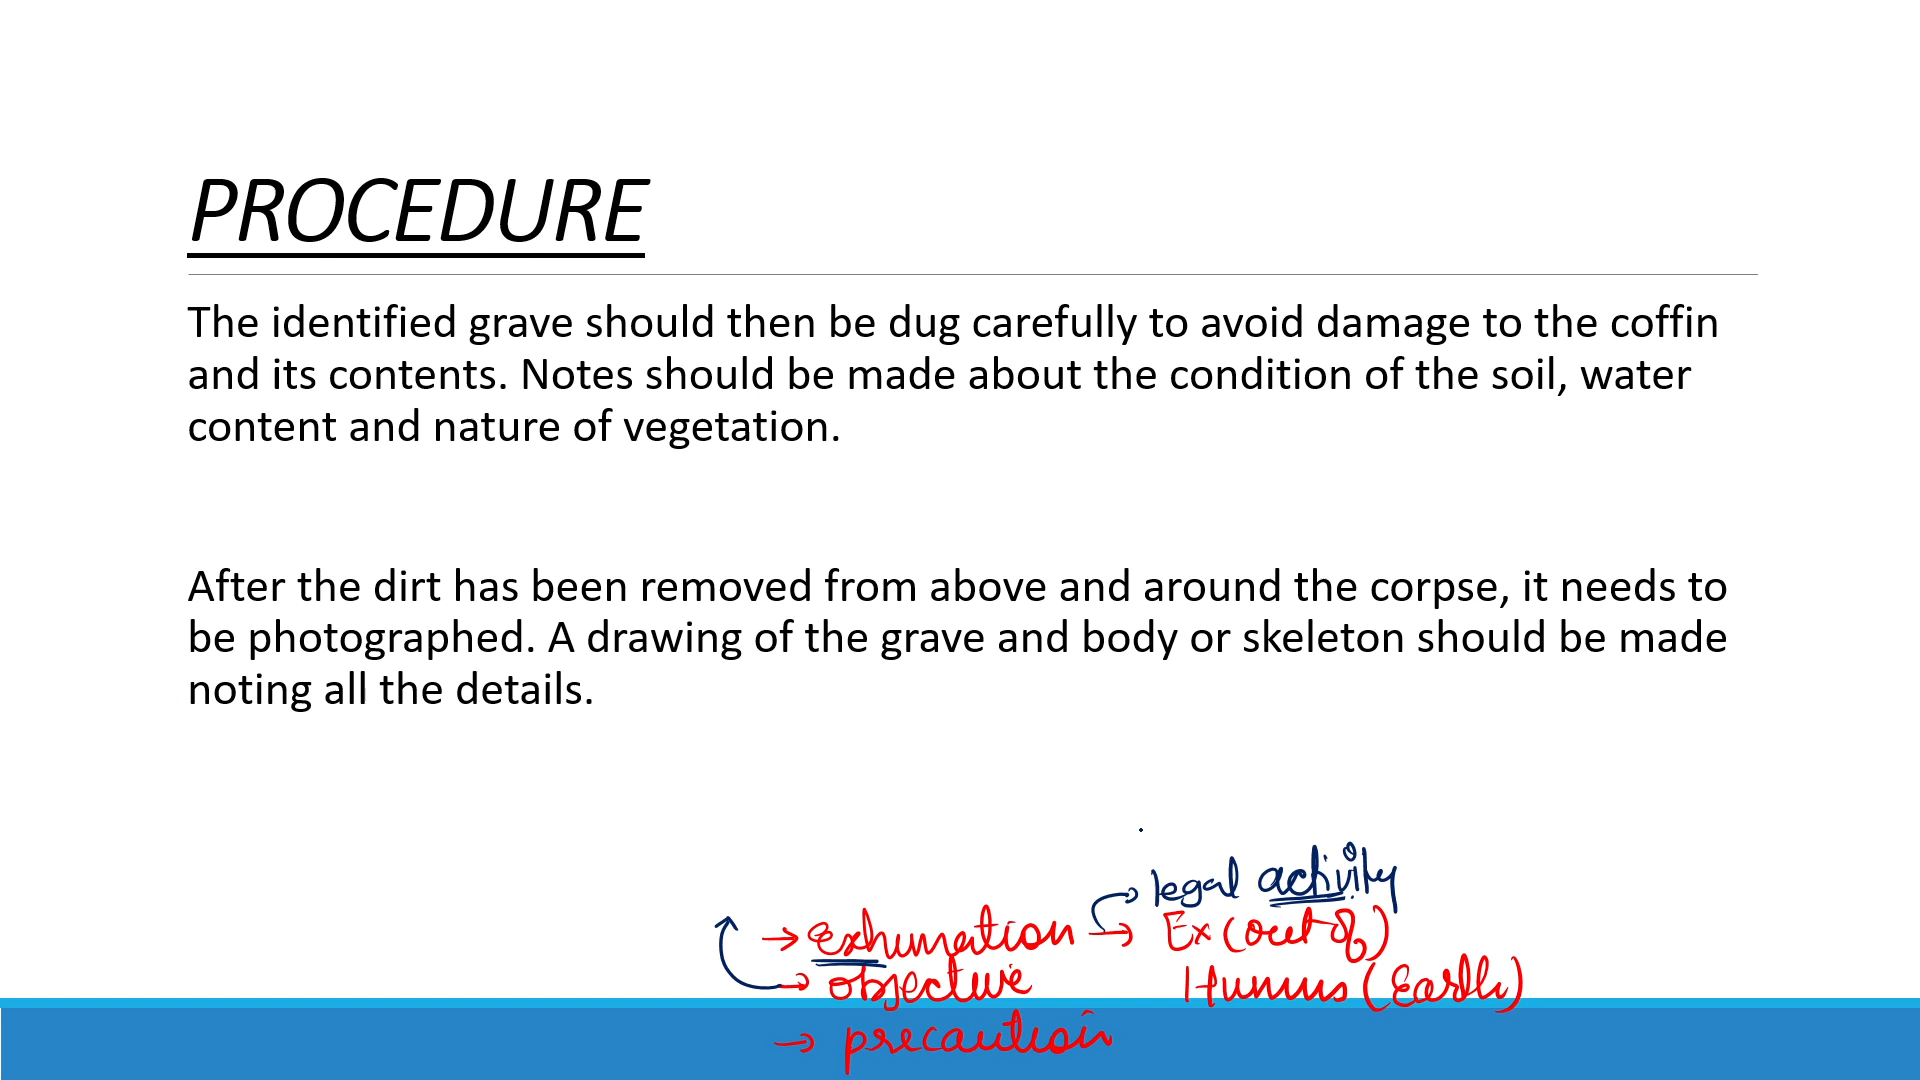 PROCEDURE
The identified grave should then be dug carefully to avoid damage to the coffin
and its contents. Notes should be made about the condition of the soil, water
content and nature of vegetation.
After the dirt has been removed from above and around the corpse, it needs to
be photographed. A drawing of the grave and body or skeleton should be made
noting all the details.
→ legal activity
→ Exhumation → Ex (out of)
→ objective Humus (Earth)
→ precaution